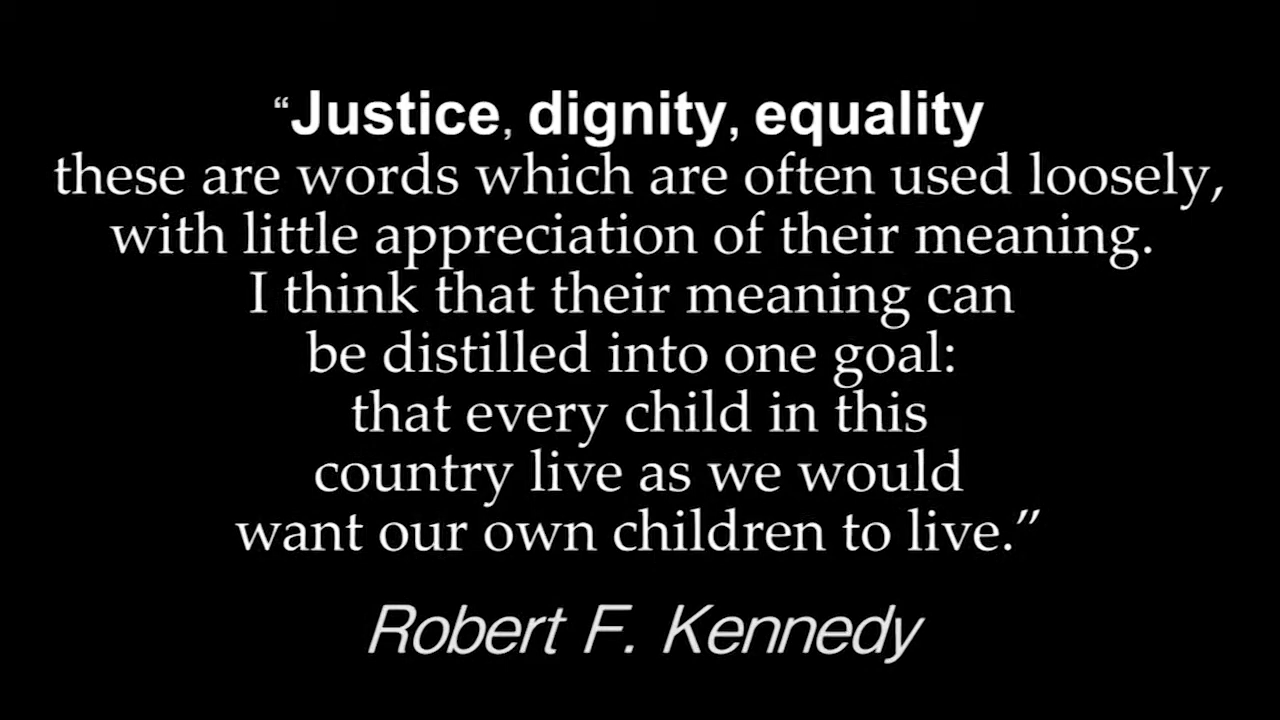 “Justice, dignity, equality
these are words which are often used loosely,
with little appreciation of their meaning.
I think that their meaning can
be distilled into one goal:
that every child in this
country live as we would
want our own children to live.”
Robert F. Kennedy